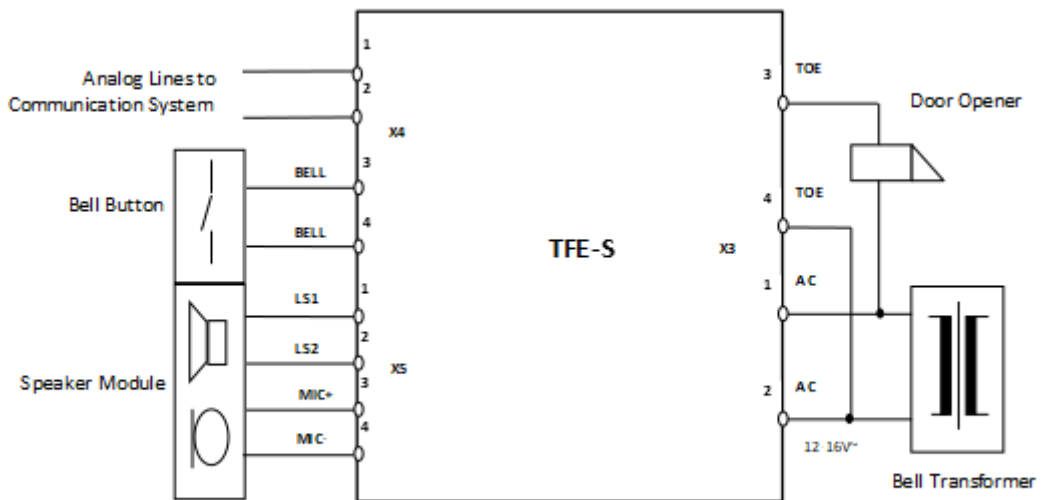 1
Analog Lines to
Communication System
2
X4
Bell Button
3
BELL
4
BELL
Speaker Module
1
LS1
2
LS2
X5
3
MIC+
4
MIC-
TFE-S
3
TOE
Door Opener
4
TOE
X3
1
AC
2
AC
12-16V~
Bell Transformer